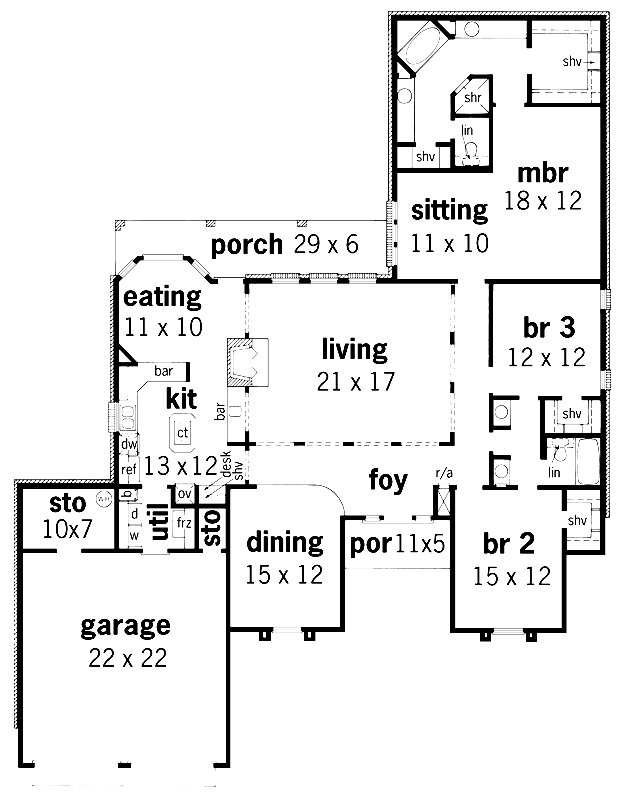 shv
shr
lin
shv
mbr
18 x 12
sitting
11 x 10
porch 29 x 6
eating
11 x 10
br 3
12 x 12
living
21 x 17
bar
kit
bar
shv
ct
dw
ref
13 x 12
desk
shv
r/a
lin
foy
b
ov
sto
10x7
WH
d
w
util
frz
sto
shv
dining
15 x 12
por 11x5
br 2
15 x 12
garage
22 x 22